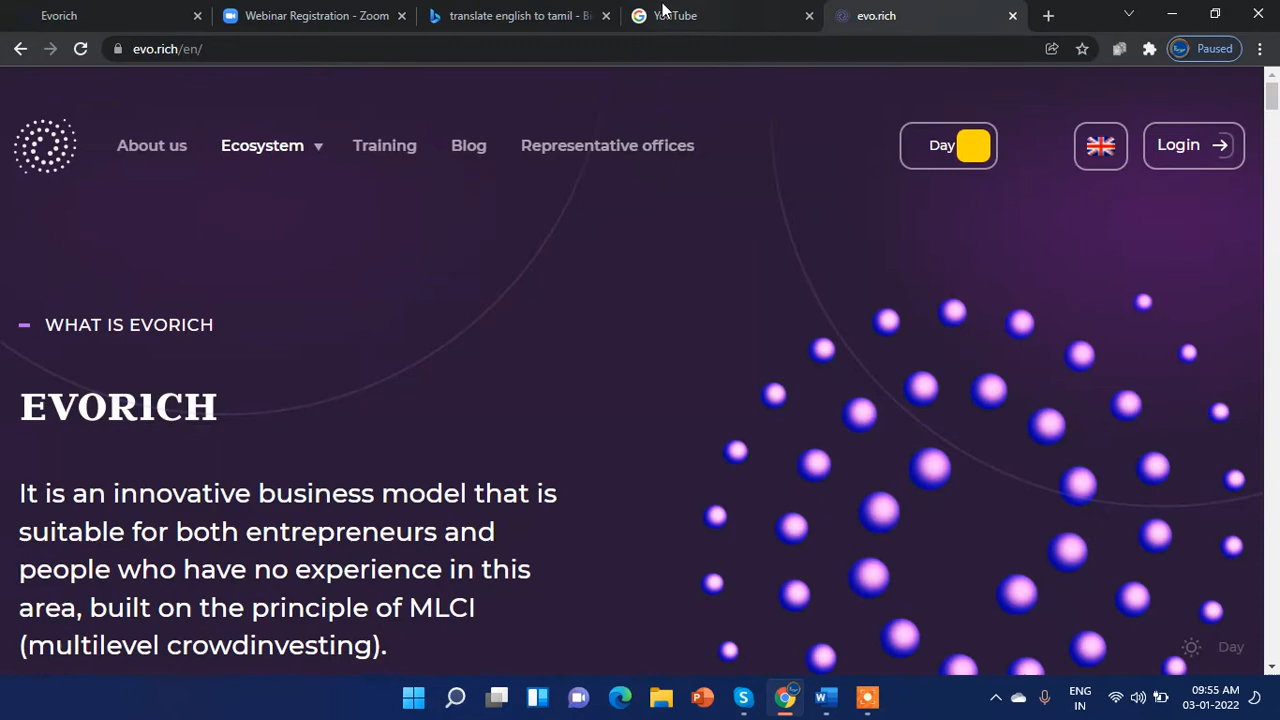 Evorich
Webinar Registration - Zoom
translate english to tamil - Bi
YouTube
evo.rich
evo.rich/en/
Paused
About us
Ecosystem
Training
Blog
Representative offices
Day
Login
WHAT IS EVORICH
EVORICH
It is an innovative business model that is
suitable for both entrepreneurs and
people who have no experience in this
area, built on the principle of MLCI
(multilevel crowdinvesting).
Day
ENG
IN
09:55 AM
03-01-2022